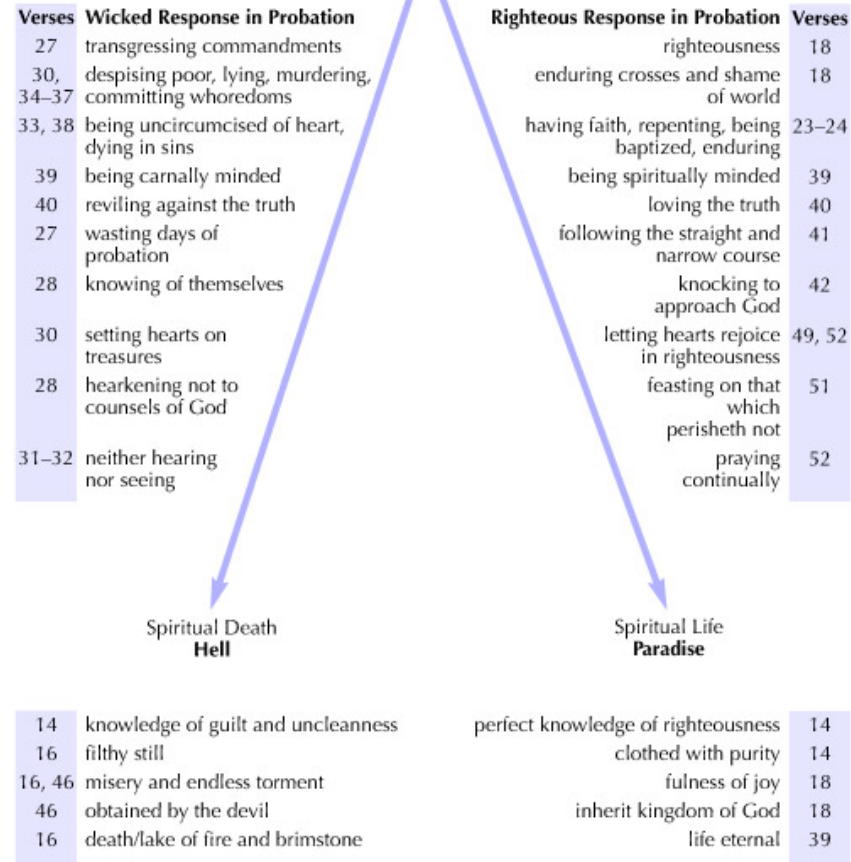 Verses Wicked Response in Probation
27 transgressing commandments
30, despising poor, lying, murdering,
34–37 committing whoredoms
33, 38 being uncircumcised of heart,
dying in sins
39 being carnally minded
40 reviling against the truth
27 wasting days of
probation
28 knowing of themselves
30 setting hearts on
treasures
28 hearkening not to
counsels of God
31–32 neither hearing
nor seeing
Righteous Response in Probation Verses
righteousness 18
enduring crosses and shame 18
of world
having faith, repenting, being 23–24
baptized, enduring
being spiritually minded 39
loving the truth 40
following the straight and 41
narrow course
knocking to 42
approach God
letting hearts rejoice 49, 52
in righteousness
feasting on that 51
which
perisheth not
praying 52
continually
Spiritual Death
Hell
Spiritual Life
Paradise
14 knowledge of guilt and uncleanness
16 filthy still
16, 46 misery and endless torment
46 obtained by the devil
16 death/lake of fire and brimstone
perfect knowledge of righteousness 14
clothed with purity 14
fulness of joy 18
inherit kingdom of God 18
life eternal 39